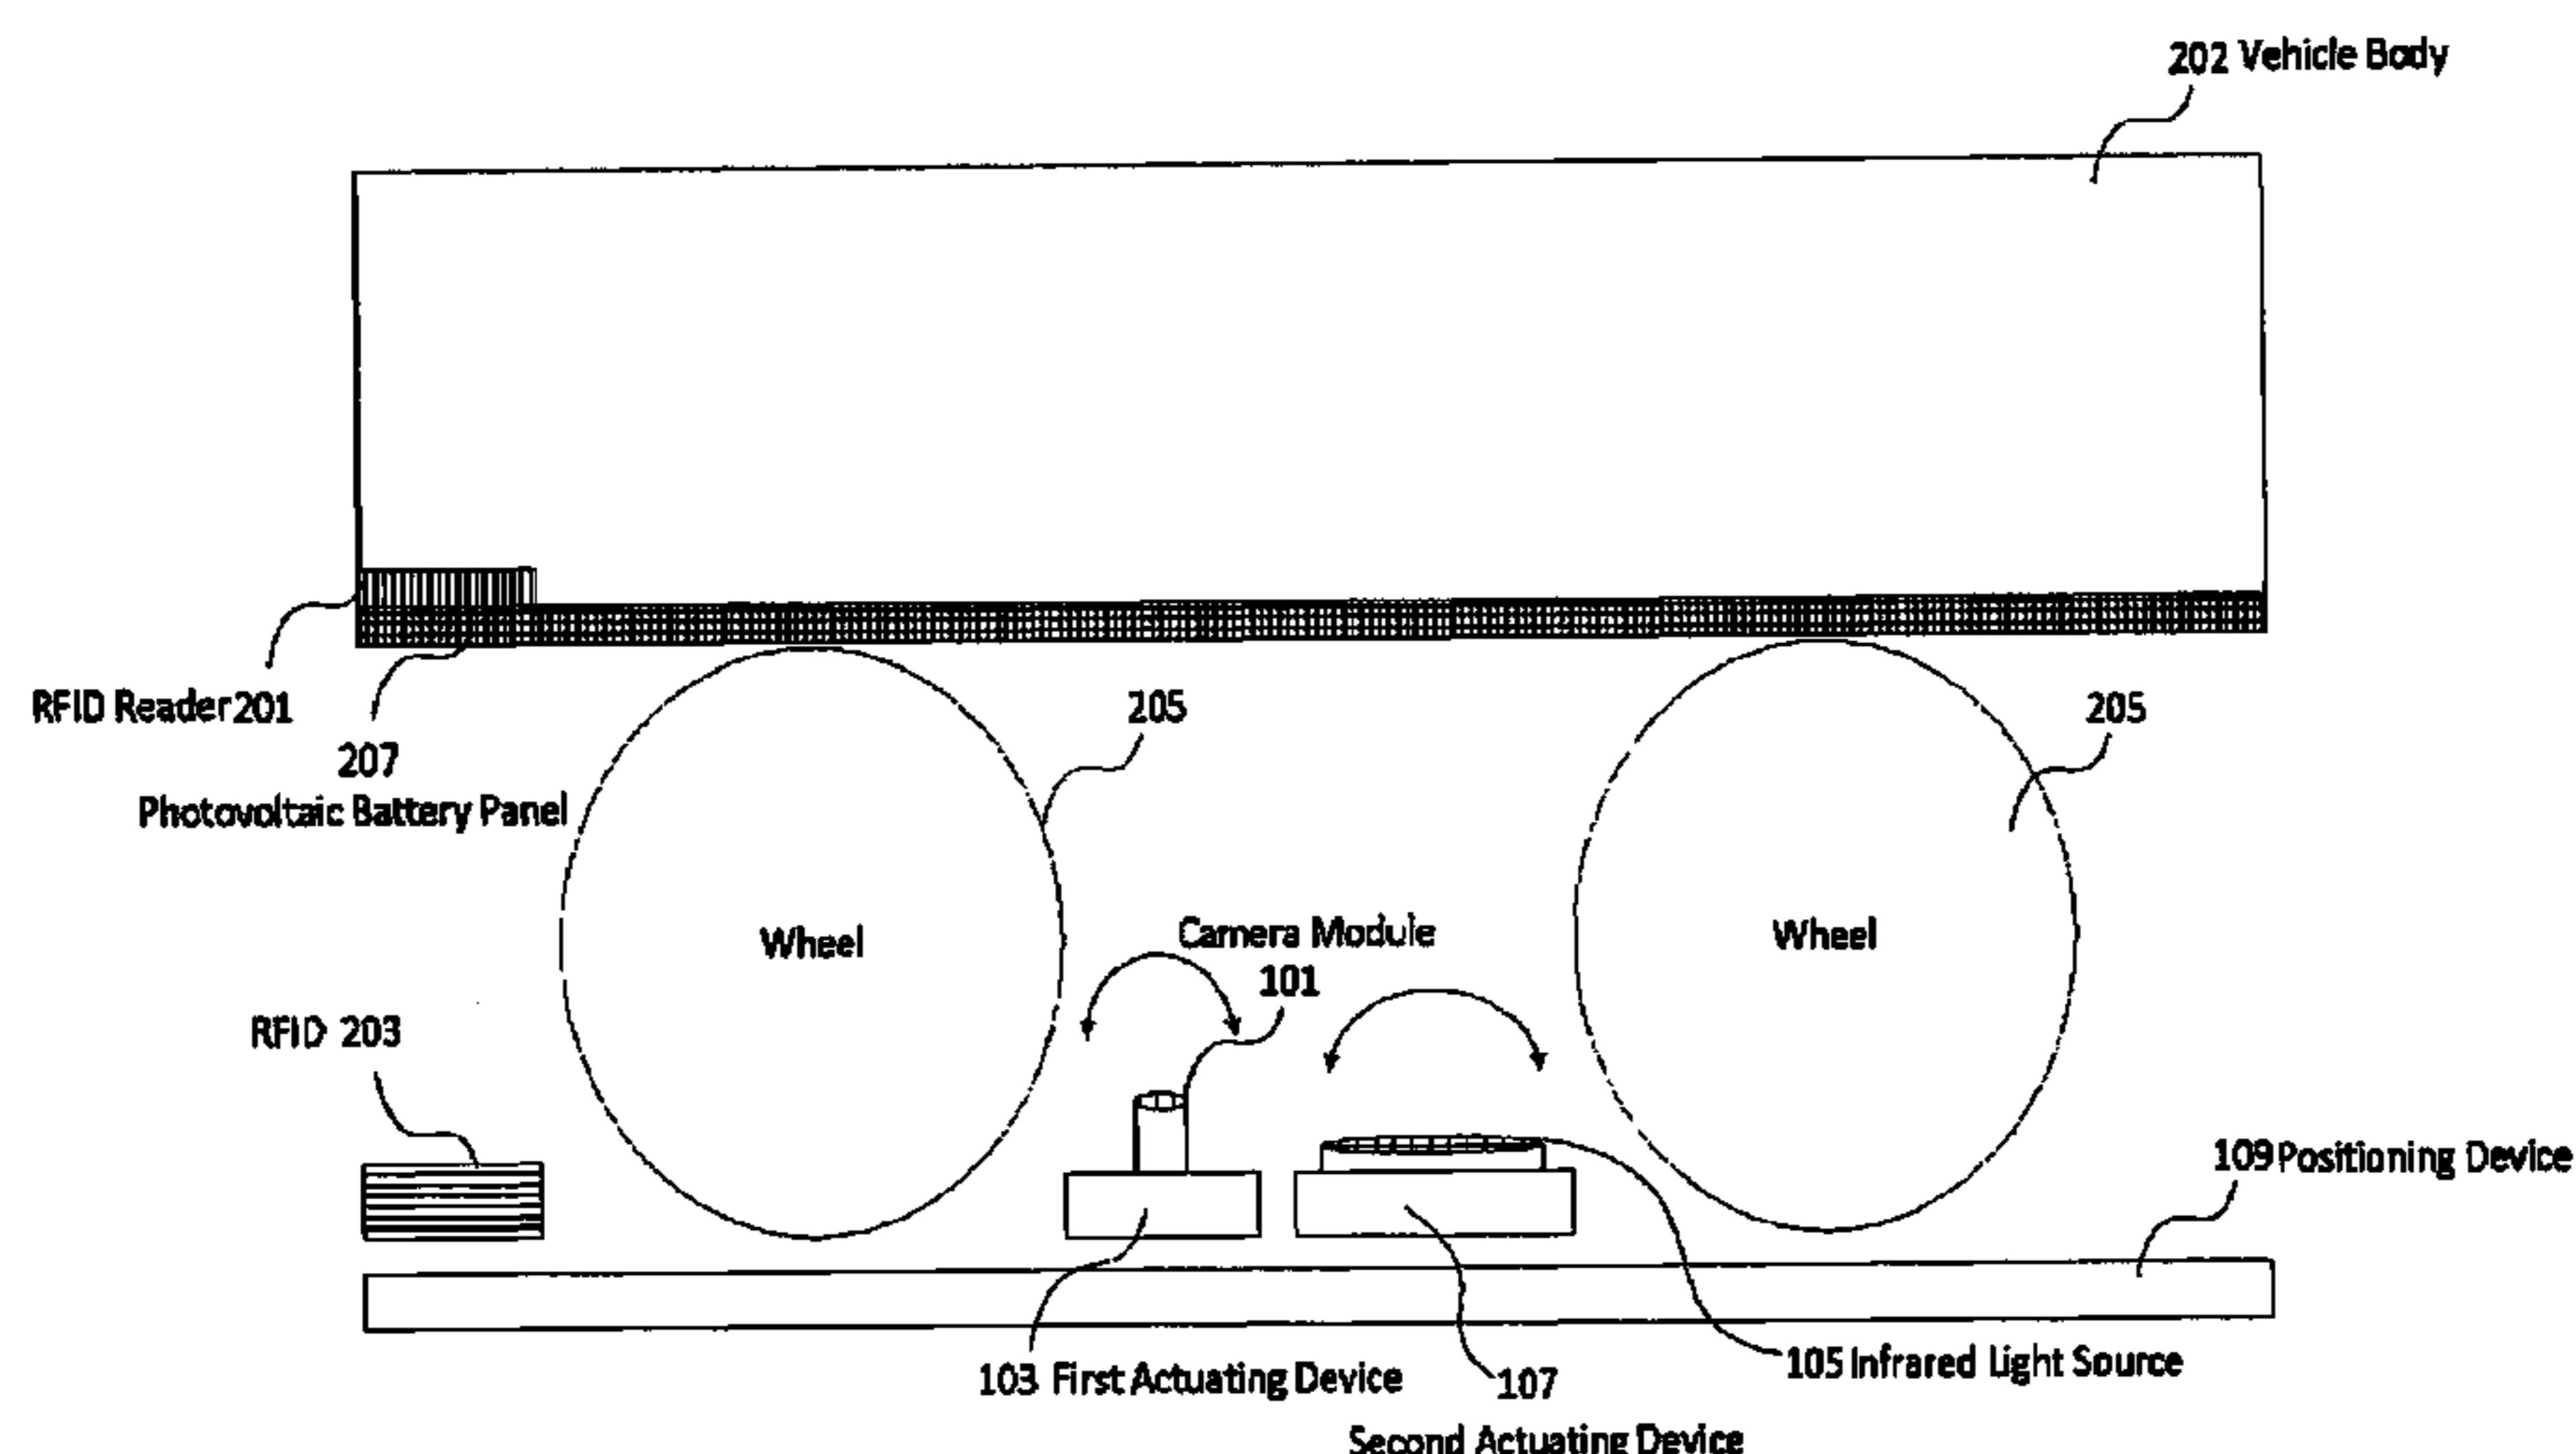 202 Vehicle Body
RFID Reader 201
207
Photovoltaic Battery Panel
205
205
Wheel
Wheel
Camera Module
101
RFID 203
109 Positioning Device
103 First Actuating Device
105 Infrared Light Source
107
Second Actuating Device